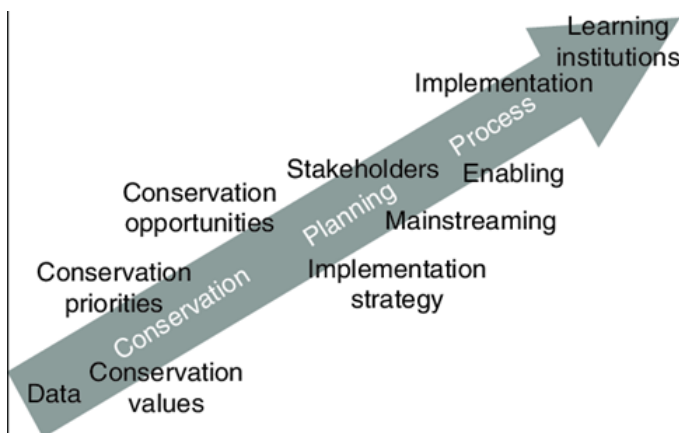 Learning
institutions
Implementation
Process
Stakeholders
Enabling
Conservation
opportunities
Planning
Mainstreaming
Conservation
priorities
Implementation
strategy
Conservation
Data
Conservation
values